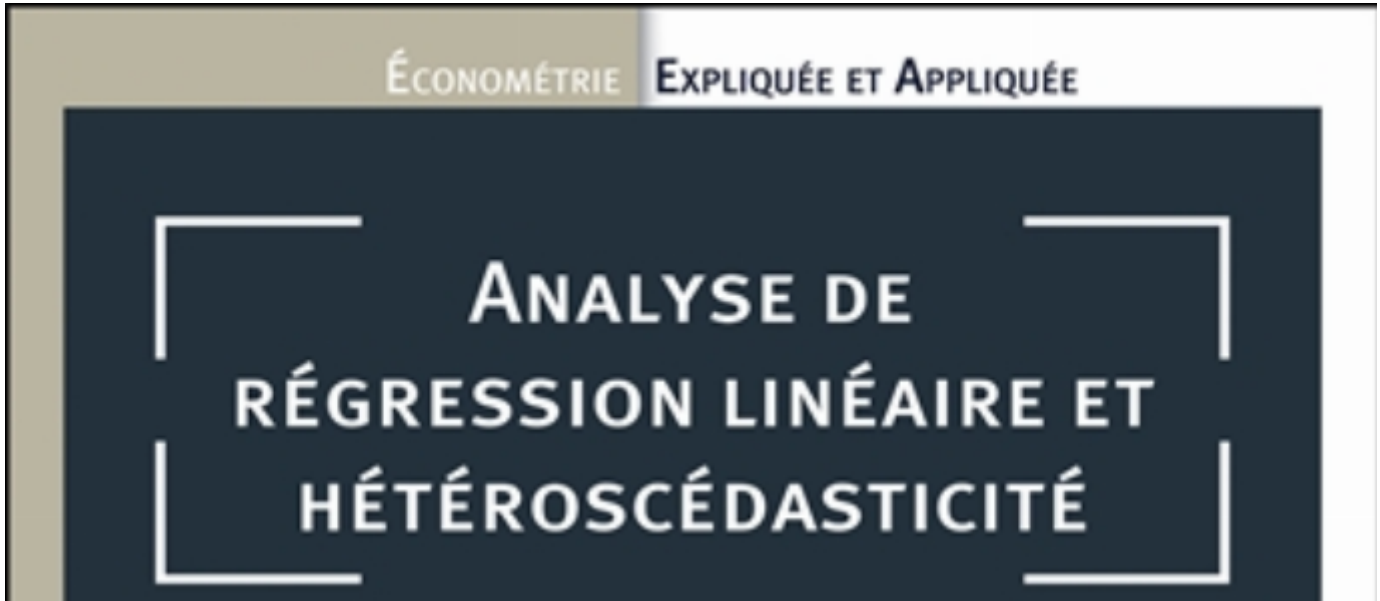 Économétrie Expliquée et Appliquée
Analyse de
régression linéaire et
hétéroscédasticité